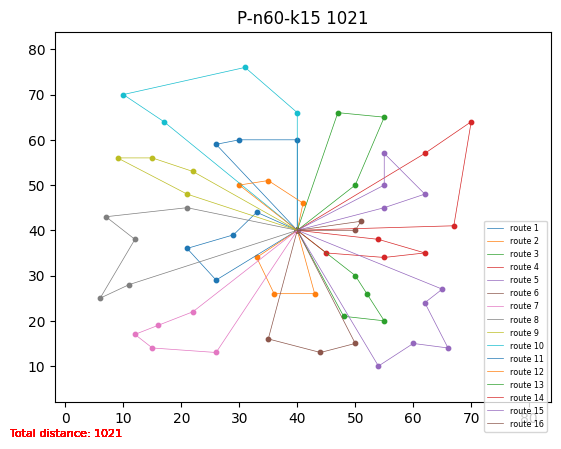 P-n60-k15 1021
80
70
60
50
40
30
20
10
0 10 20 30 40 50 60 70 80
route 1
route 2
route 3
route 4
route 5
route 6
route 7
route 8
route 9
route 10
route 11
route 12
route 13
route 14
route 15
route 16
Total distance: 1021